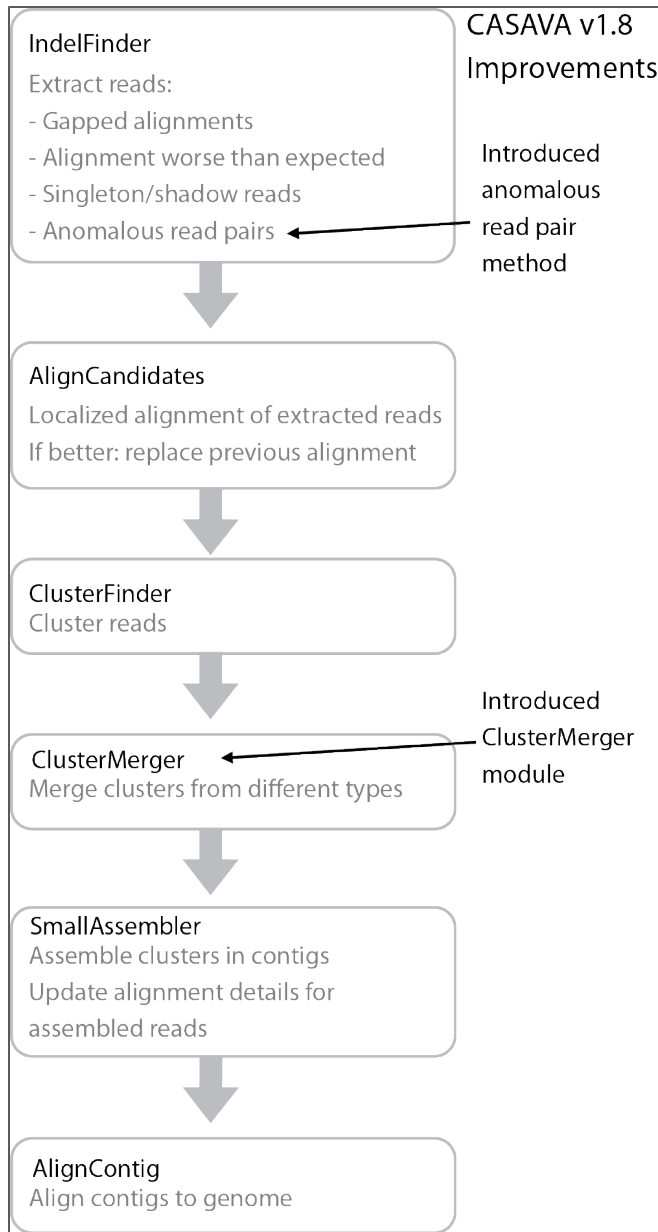 CASAVA v1.8
Improvements
IndelFinder
Extract reads:
- Gapped alignments
- Alignment worse than expected
- Singleton/shadow reads
- Anomalous read pairs
Introduced
anomalous
read pair
method
AlignCandidates
Localized alignment of extracted reads
If better: replace previous alignment
ClusterFinder
Cluster reads
Introduced
ClusterMerger
module
ClusterMerger
Merge clusters from different types
SmallAssembler
Assemble clusters in contigs
Update alignment details for
assembled reads
AlignContig
Align contigs to genome